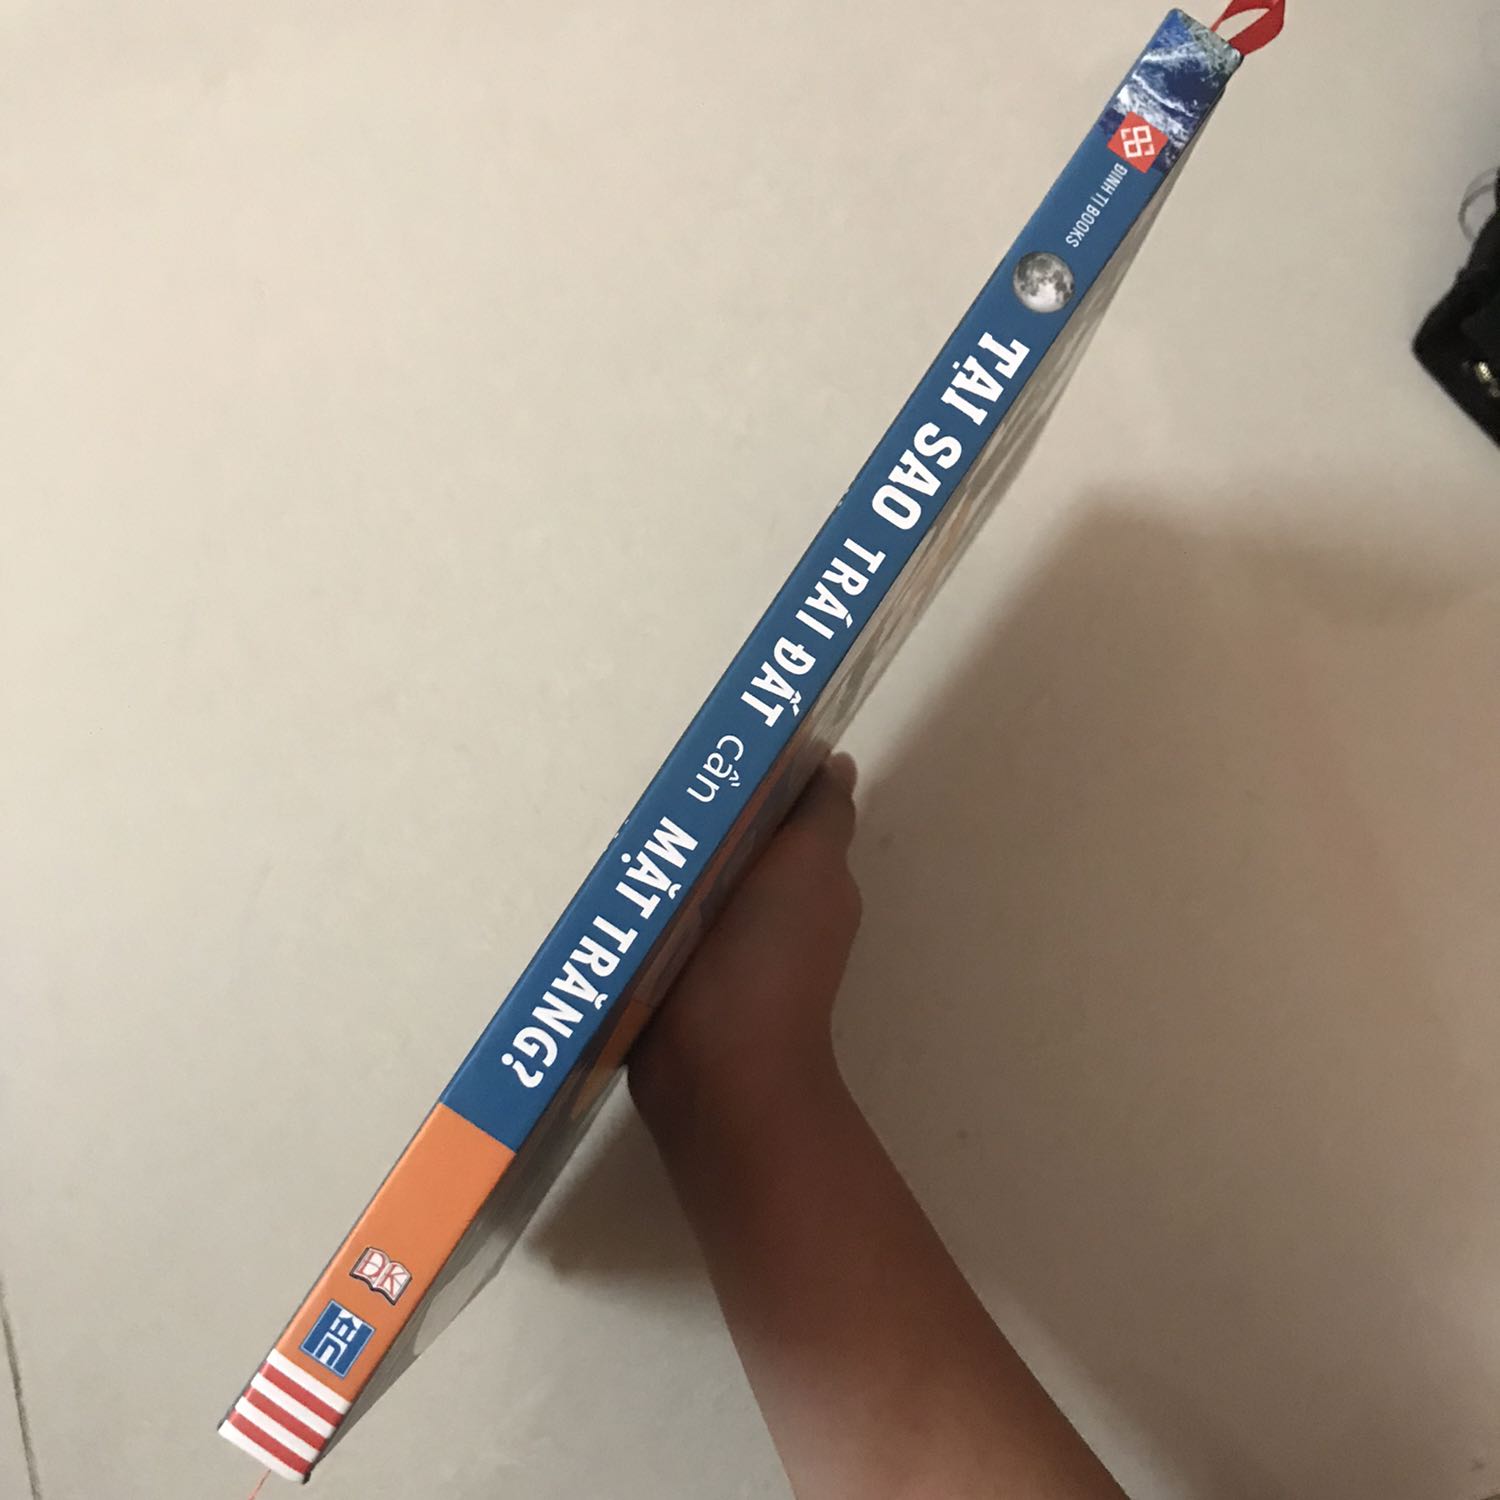 ĐINH TỊ BOOKS
TẠI SAO TRÁI ĐẤT cần MẶT TRĂNG?
DK